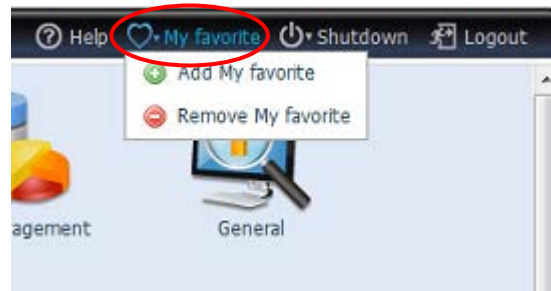 Help My favorite Shutdown Logout
Add My favorite
Remove My favorite
agement General